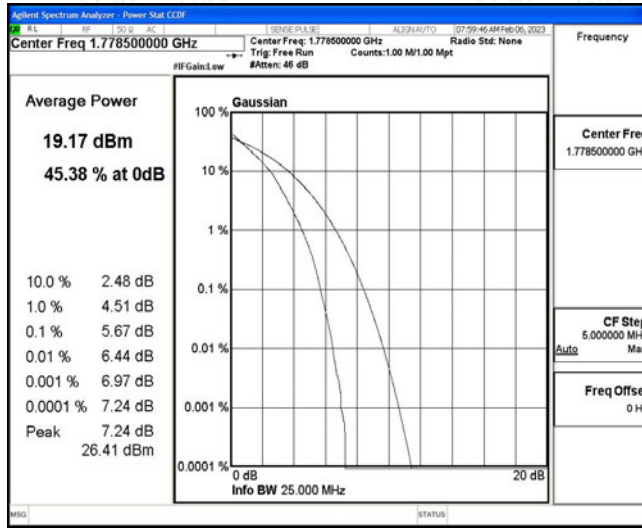 Agilent Spectrum Analyzer - Power Stat CCDF
RL RF 50 Ω AC SENSE:PULSE ALIGN AUTO 07:59:46 AM Feb 06, 2023
Center Freq 1.778500000 GHz
Center Freq: 1.778500000 GHz Radio Std: None
Trig: Free Run Counts:1.00 M/1.00 Mpt
#IFGain:Low #Atten: 46 dB
Frequency
Average Power
19.17 dBm
45.38 % at 0dB
10.0 % 2.48 dB
1.0 % 4.51 dB
0.1 % 5.67 dB
0.01 % 6.44 dB
0.001 % 6.97 dB
0.0001 % 7.24 dB
Peak 7.24 dB
26.41 dBm
Gaussian
100 %
10 %
1 %
0.1 %
0.01 %
0.001 %
0.0001 %
0 dB 20 dB
Info BW 25.000 MHz
Center Fre
1.778500000 GH
CF Ste
5.000000 MH
Auto Ma
Freq Offse
0 H
MSG STATUS